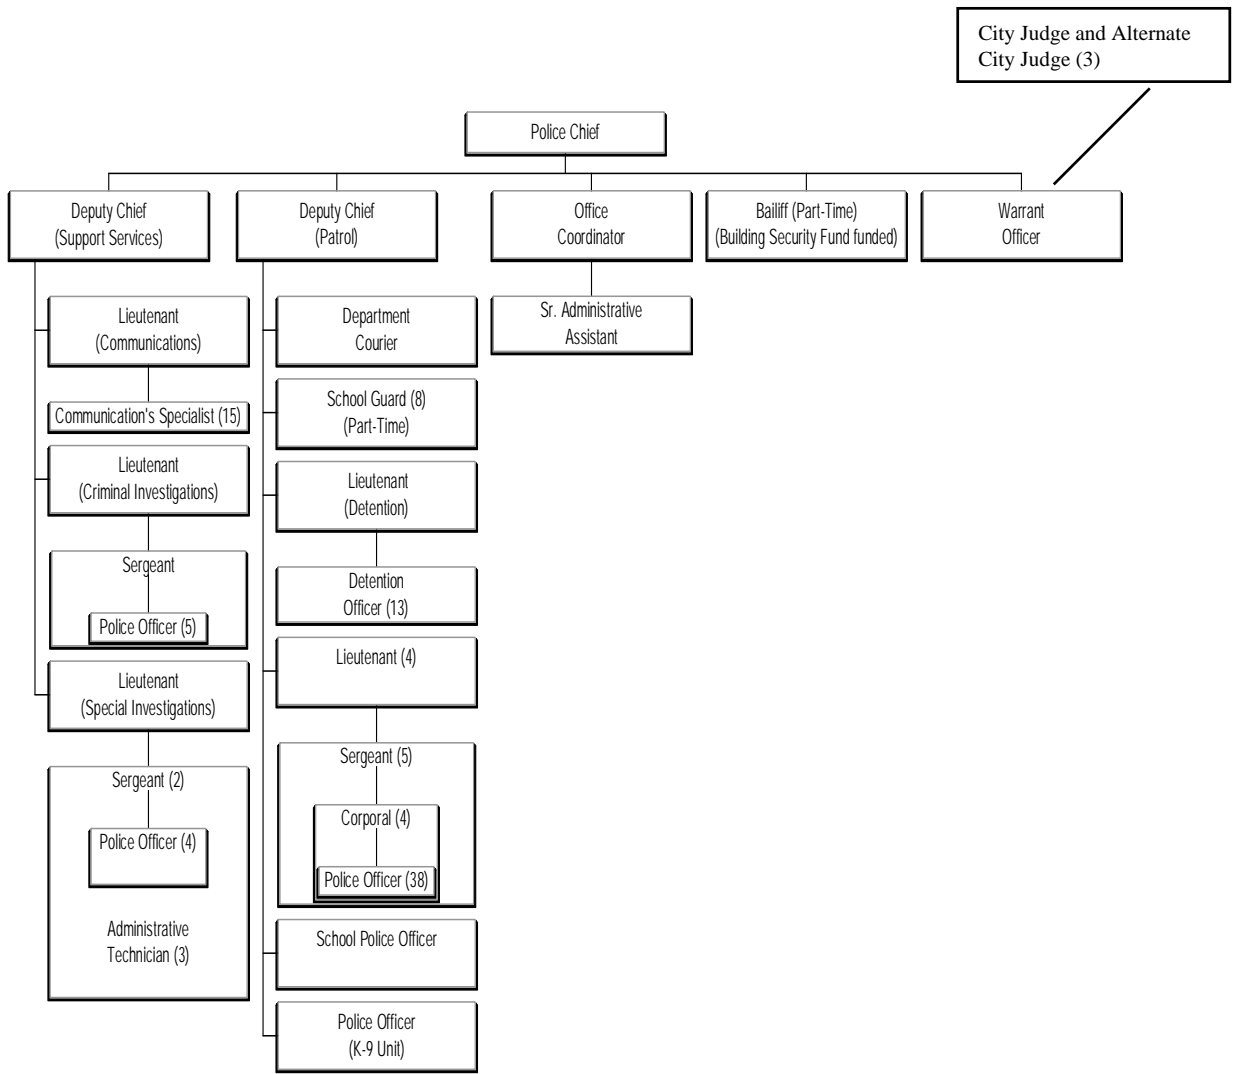 City Judge and Alternate
City Judge (3)
Police Chief
Deputy Chief
(Support Services)
Deputy Chief
(Patrol)
Office
Coordinator
Bailiff (Part-Time)
(Building Security Fund funded)
Warrant
Officer
Lieutenant
(Communications)
Communication's Specialist (15)
Lieutenant
(Criminal Investigations)
Sergeant
Police Officer (5)
Lieutenant
(Special Investigations)
Sergeant (2)
Police Officer (4)
Administrative
Technician (3)
Department
Courier
School Guard (8)
(Part-Time)
Lieutenant
(Detention)
Detention
Officer (13)
Lieutenant (4)
Sergeant (5)
Corporal (4)
Police Officer (38)
School Police Officer
Police Officer
(K-9 Unit)
Sr. Administrative
Assistant